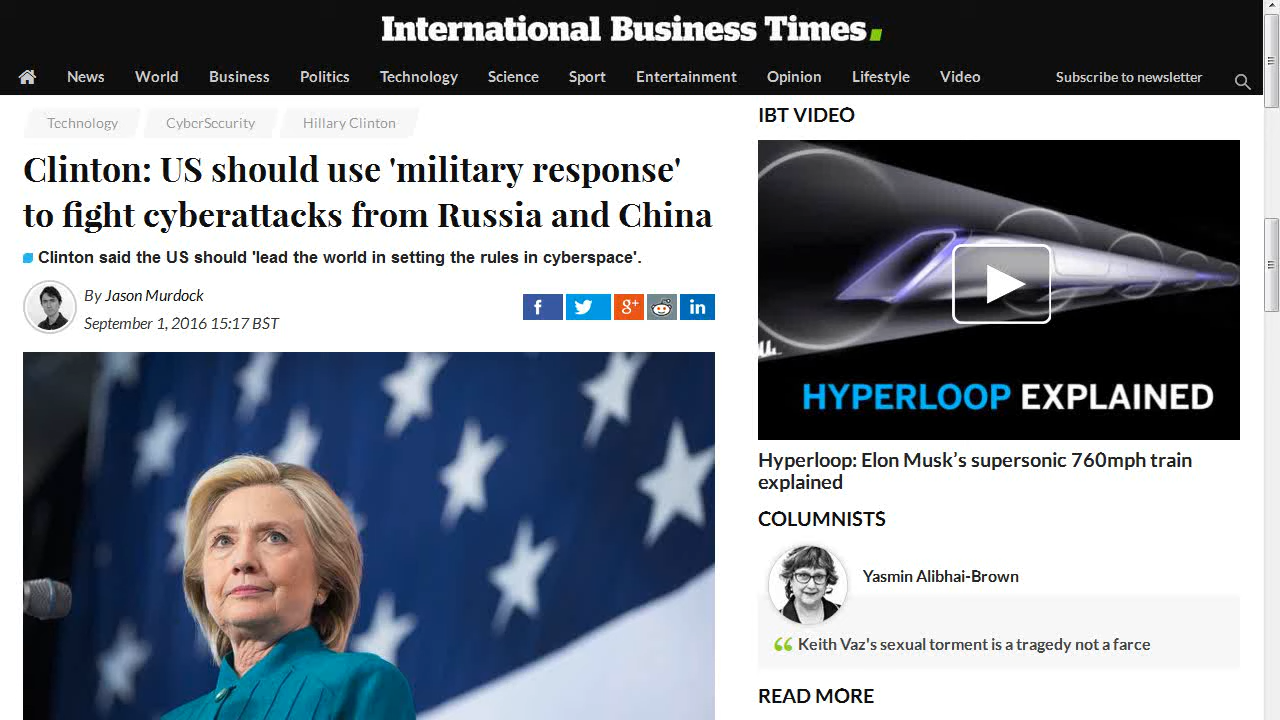 International Business Times
News World Business Politics Technology Science Sport Entertainment Opinion Lifestyle Video Subscribe to newsletter
Technology CyberSecurity Hillary Clinton
Clinton: US should use 'military response'
to fight cyberattacks from Russia and China
Clinton said the US should 'lead the world in setting the rules in cyberspace'.
By Jason Murdock
September 1, 2016 15:17 BST
f g+ in
IBT VIDEO
HYPERLOOP EXPLAINED
Hyperloop: Elon Musk’s supersonic 760mph train
explained
COLUMNISTS
Yasmin Alibhai-Brown
“ Keith Vaz's sexual torment is a tragedy not a farce
READ MORE